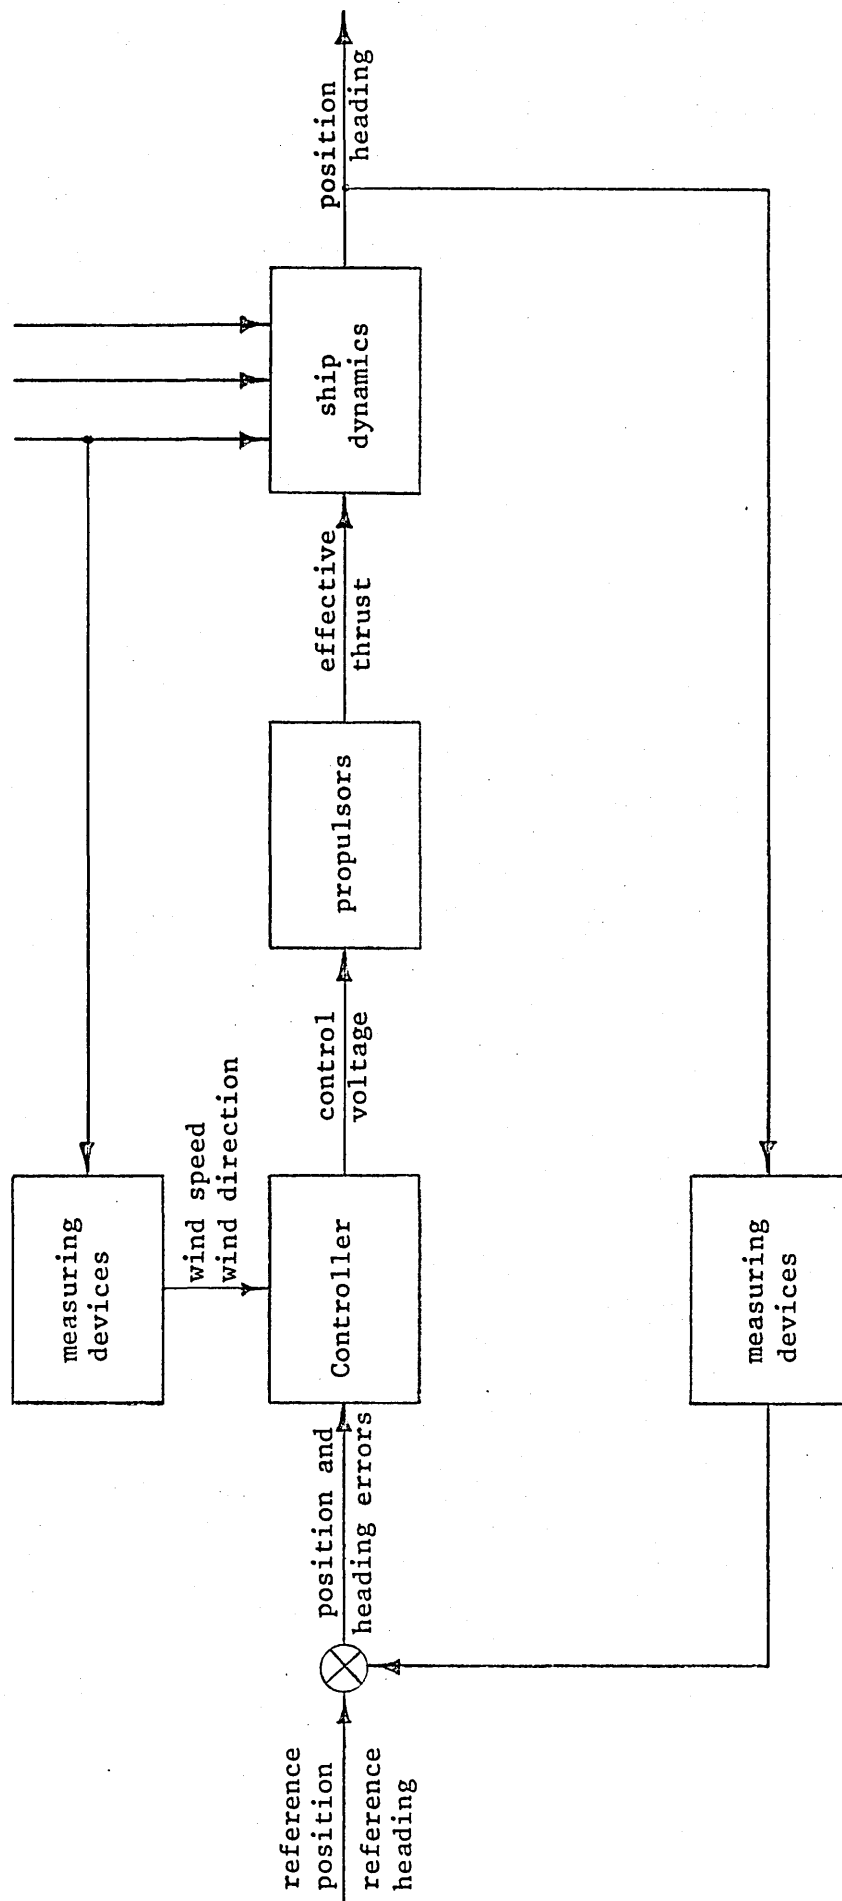 reference
position
reference
heading
position and
heading errors
measuring
devices
wind speed
wind direction
Controller
control
voltage
propulsors
effective
thrust
ship
dynamics
position
heading
measuring
devices